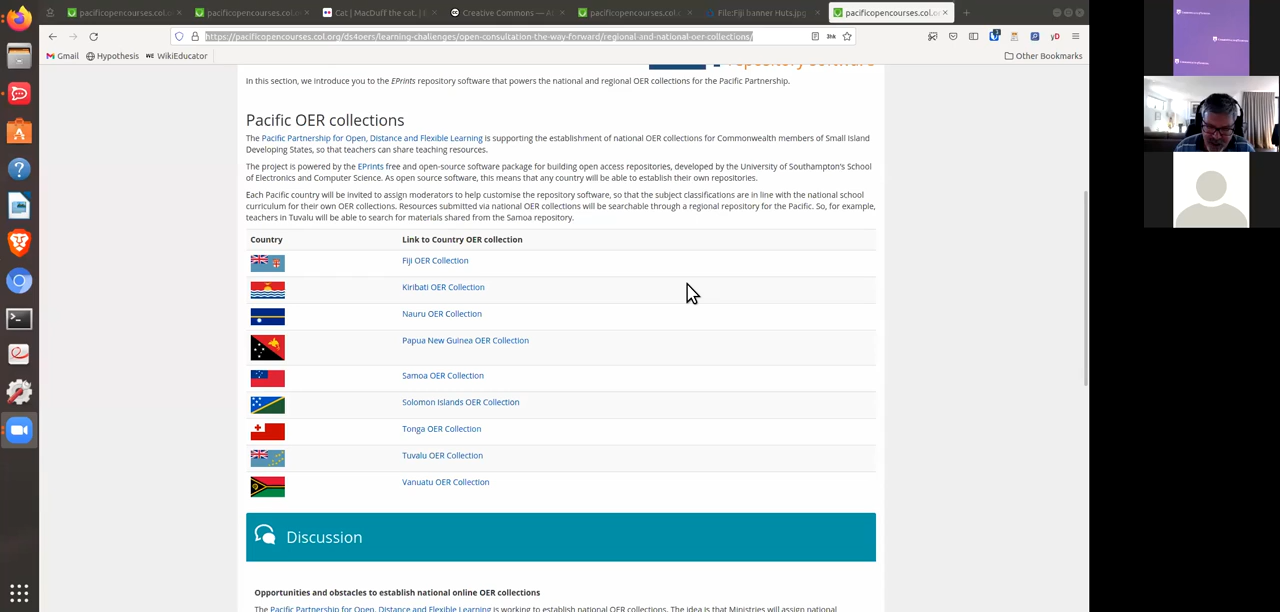 pacificopencourses.col.o
pacificopencourses.co
Cat | MacDuff the cat. | F
Creative Commons — A
pacificopencourses.co
File:Fiji banner Huts.jpg
pacificopencourses.col.o
https://pacificopencourses.col.org/ds4oers/learning-challenges/open-consultation-the-way-forward/regional-and-national-oer-collections/
Gmail
Hypothesis
WikiEducator
Other Bookmarks
In this section, we introduce you to the EPrints repository software that powers the national and regional OER collections for the Pacific Partnership.
Pacific OER collections
The Pacific Partnership for Open, Distance and Flexible Learning is supporting the establishment of national OER collections for Commonwealth members of Small Island
Developing States, so that teachers can share teaching resources.
The project is powered by the EPrints free and open-source software package for building open access repositories, developed by the University of Southampton's School
of Electronics and Computer Science. As open source software, this means that any country will be able to establish their own repositories.
Each Pacific country will be invited to assign moderators to help customise the repository software, so that the subject classifications are in line with the national school
curriculum for their own OER collections. Resources submitted via national OER collections will be searchable through a regional repository for the Pacific. So, for example,
teachers in Tuvalu will be able to search for materials shared from the Samoa repository.
Country Link to Country OER collection
Fiji OER Collection
Kiribati OER Collection
Nauru OER Collection
Papua New Guinea OER Collection
Samoa OER Collection
Solomon Islands OER Collection
Tonga OER Collection
Tuvalu OER Collection
Vanuatu OER Collection
Discussion
Opportunities and obstacles to establish national online OER collections
The Pacific Partnership for Open, Distance and Flexible Learning is working to establish national OER collections. The idea is that Ministries will assign national